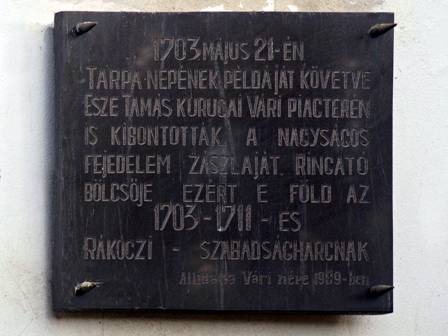 1703 MÁJUS 21-ÉN
TARPA NÉPÉNEK PÉLDÁJÁT KÖVETVE
ESZE TAMÁS KURUCAI VÁRI PIACTERÉN
IS KIBONTOTTÁK A NAGYSÁGOS
FEJEDELEM ZÁSZLAJÁT. RINGATÓ
BÖLCSŐJE EZÉRT E FÖLD AZ
1703-1711-ES
RÁKÓCZI - SZABADSÁGHARCNAK
Állította Vári népe 1989-ben